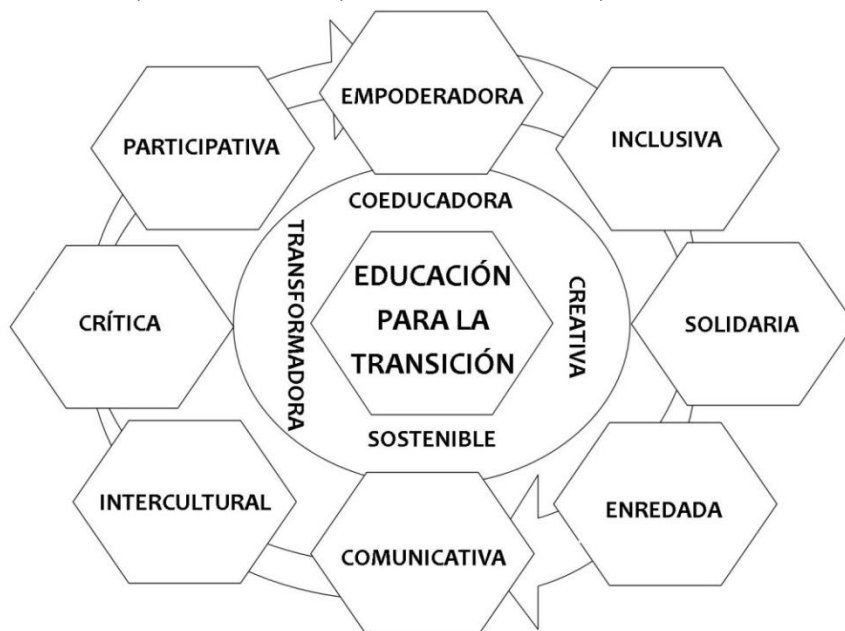 EMPODERADORA
PARTICIPATIVA
INCLUSIVA
COEDUCADORA
TRANSFORMADORA
EDUCACIÓN
PARA LA
TRANSICIÓN
CREATIVA
CRÍTICA
SOLIDARIA
SOSTENIBLE
INTERCULTURAL
ENREDADA
COMUNICATIVA